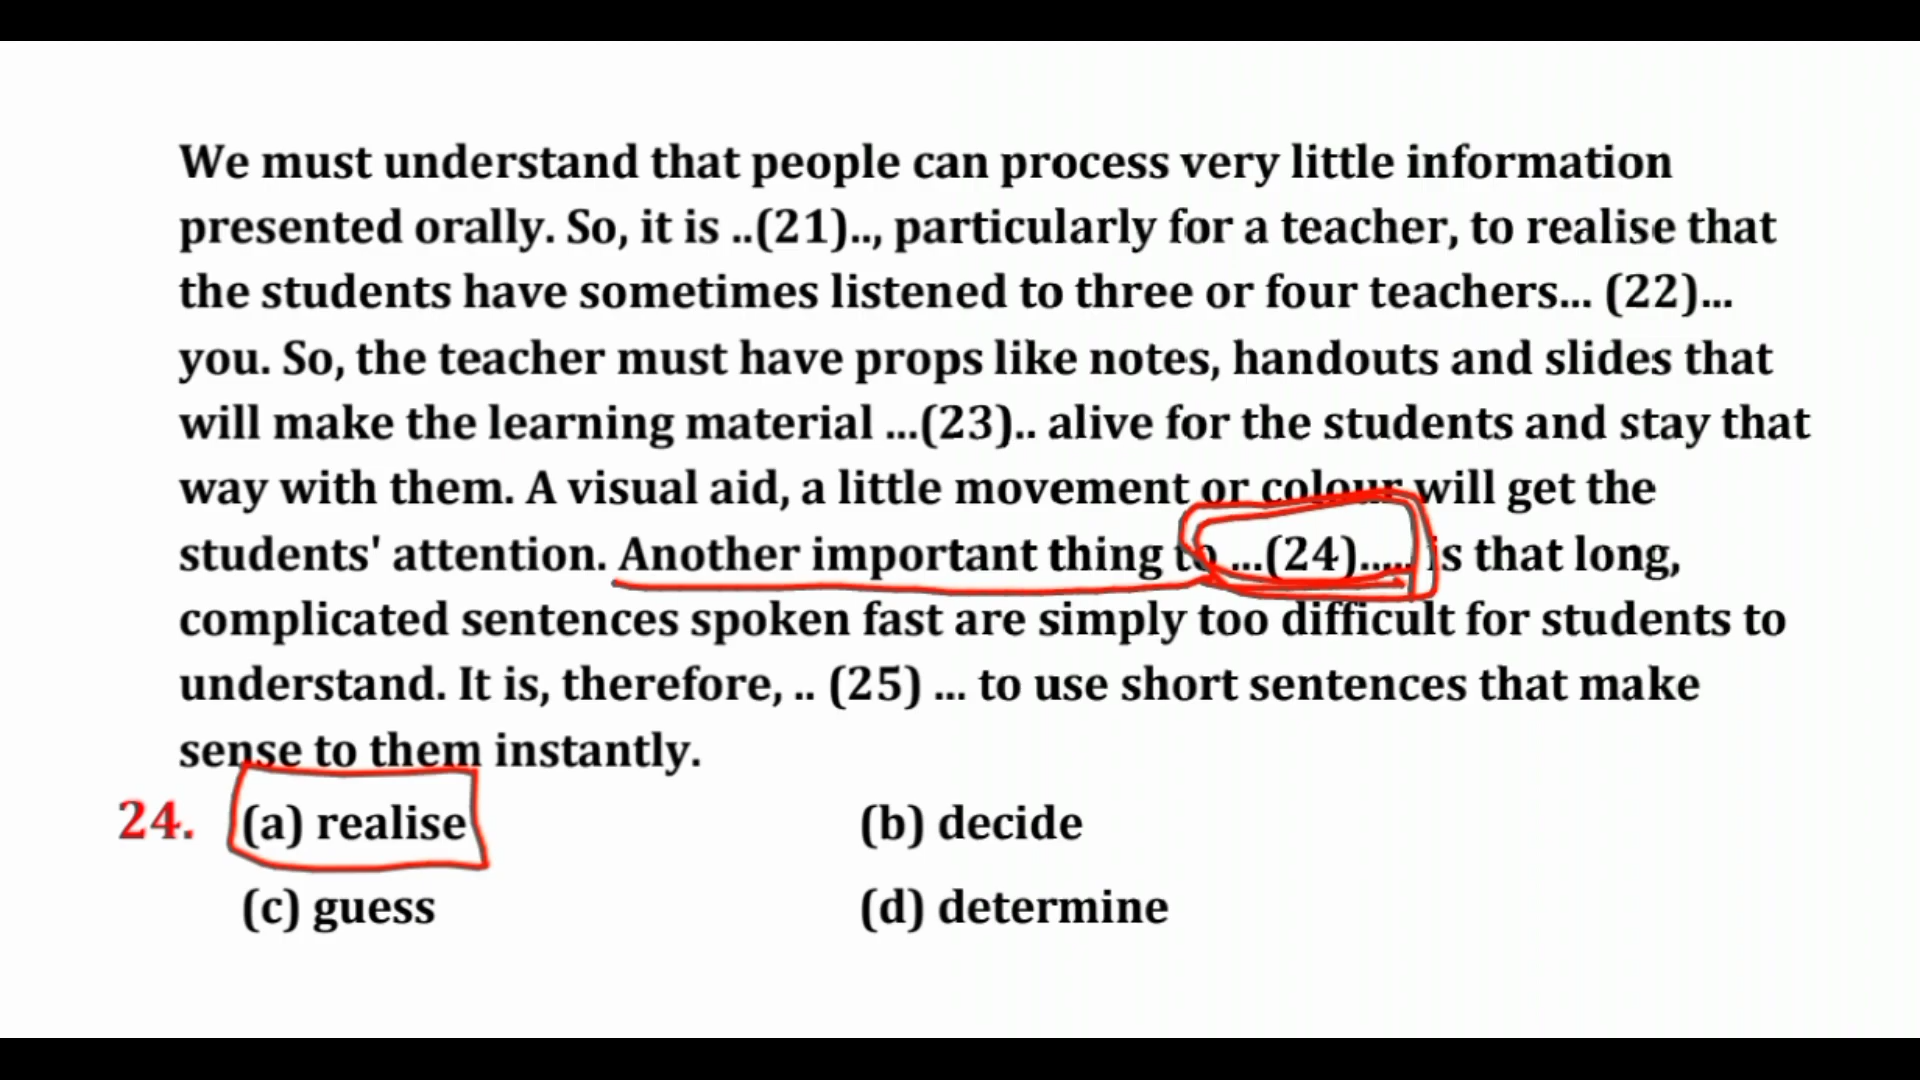 We must understand that people can process very little information
presented orally. So, it is ..(21).., particularly for a teacher, to realise that
the students have sometimes listened to three or four teachers... (22)...
you. So, the teacher must have props like notes, handouts and slides that
will make the learning material ...(23).. alive for the students and stay that
way with them. A visual aid, a little movement or colour will get the
students' attention. Another important thing to ...(24)..... is that long,
complicated sentences spoken fast are simply too difficult for students to
understand. It is, therefore, .. (25) ... to use short sentences that make
sense to them instantly.
24. (a) realise (b) decide
(c) guess (d) determine